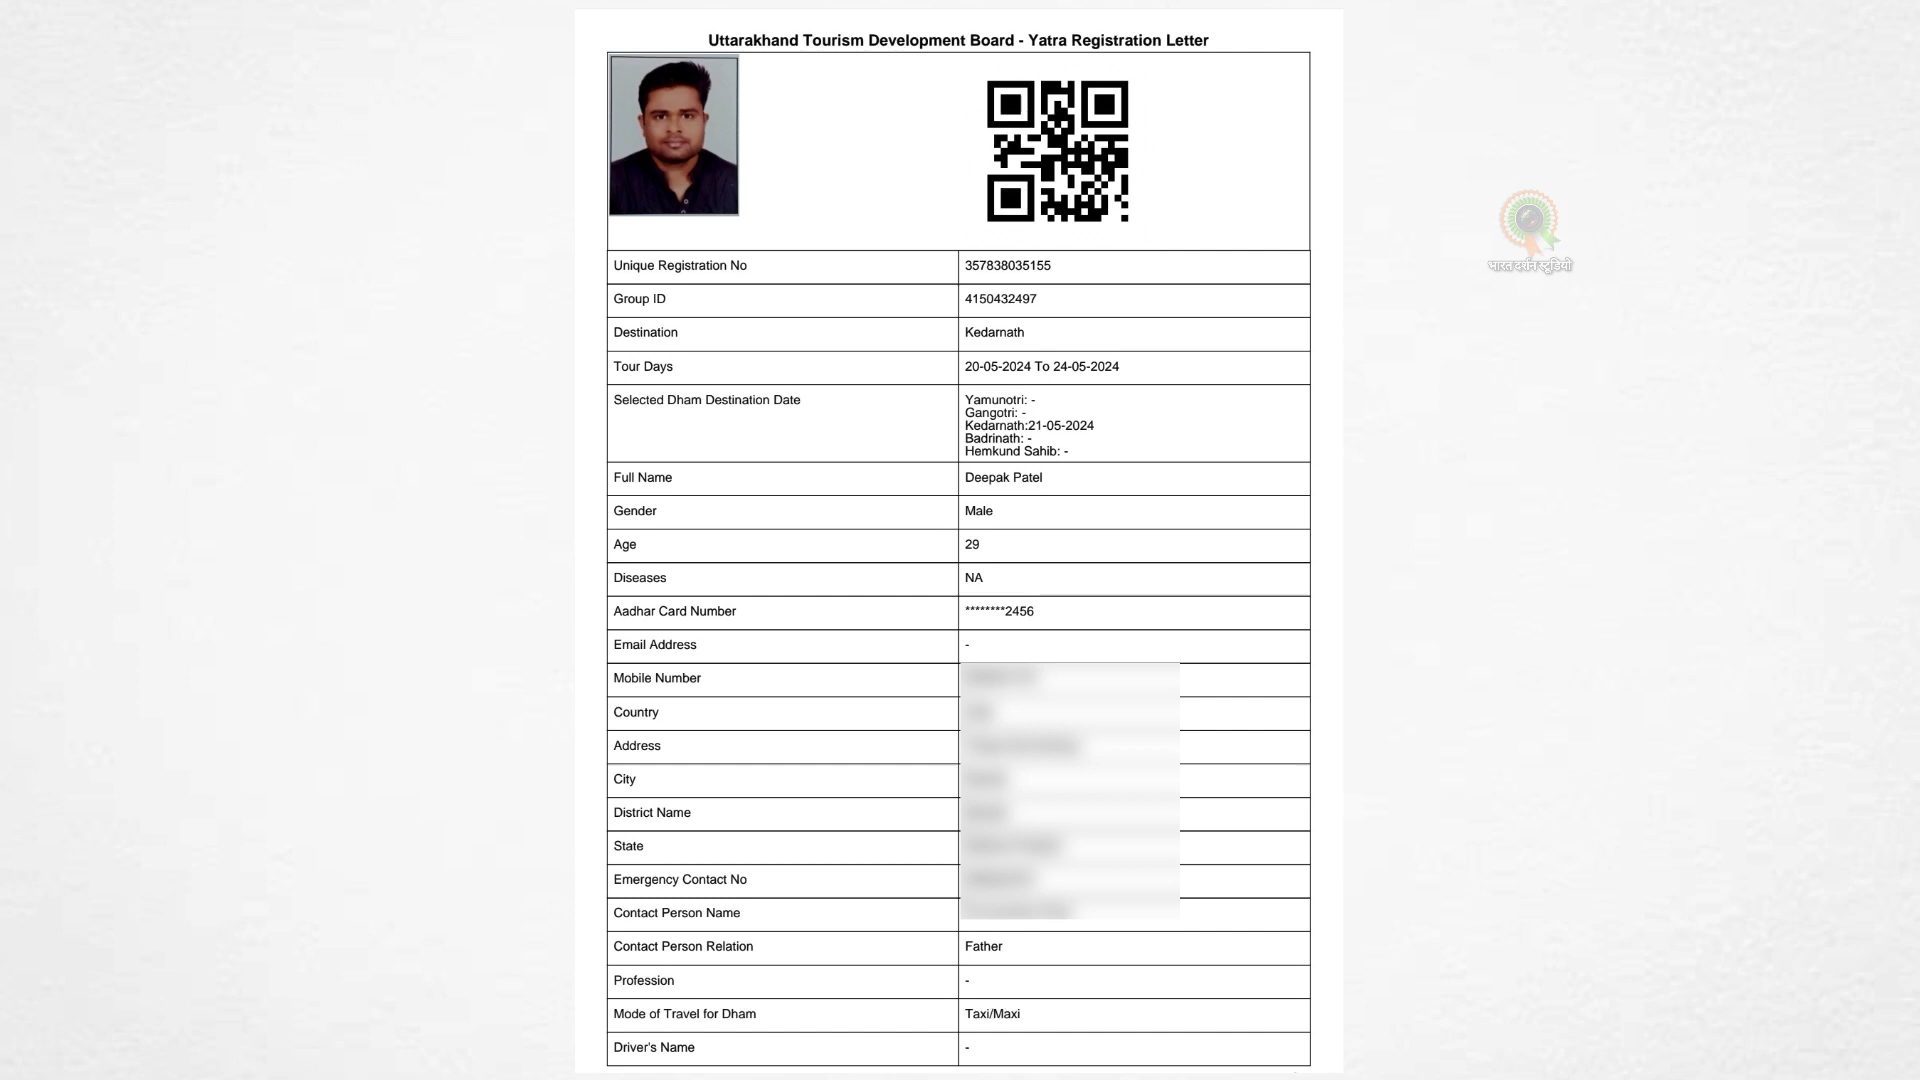 Uttarakhand Tourism Development Board - Yatra Registration Letter
Unique Registration No 357838035155
Group ID 4150432497
Destination Kedarnath
Tour Days 20-05-2024 To 24-05-2024
Selected Dham Destination Date Yamunotri: -
Gangotri: -
Kedarnath:21-05-2024
Badrinath: -
Hemkund Sahib: -
Full Name Deepak Patel
Gender Male
Age 29
Diseases NA
Aadhar Card Number ********2456
Email Address -
Mobile Number
Country
Address
City
District Name
State
Emergency Contact No
Contact Person Name
Contact Person Relation Father
Profession -
Mode of Travel for Dham Taxi/Maxi
Driver's Name -
भारत दर्शन स्टूडियो